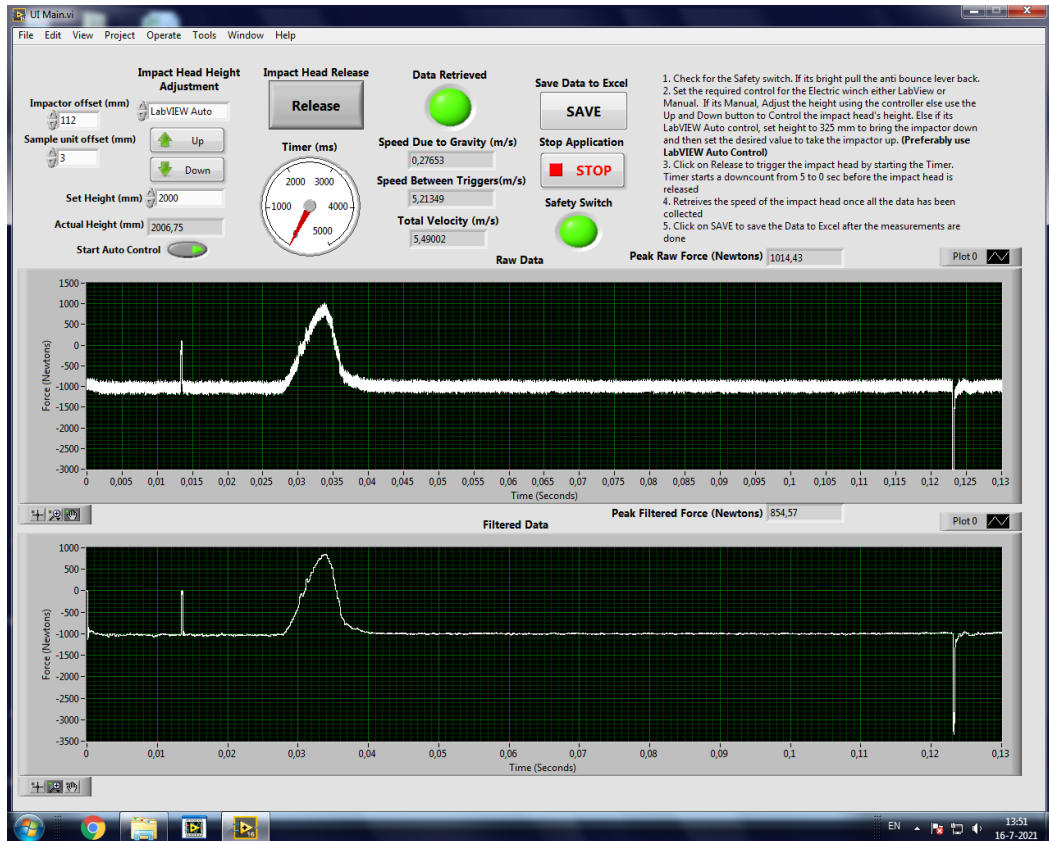 UI Main.vi
File Edit View Project Operate Tools Window Help
Impact Head Height
Adjustment
Impactor offset (mm)
112
LabVIEW Auto
Sample unit offset (mm)
3
Up
Down
Set Height (mm)
2000
Actual Height (mm)
2006,75
Start Auto Control
Impact Head Release
Release
Timer (ms)
2000 3000
1000 4000
5000
Data Retrieved
Speed Due to Gravity (m/s)
0,27653
Speed Between Triggers(m/s)
5,21349
Total Velocity (m/s)
5,49002
Save Data to Excel
SAVE
Stop Application
STOP
Safety Switch
1. Check for the Safety switch. If its bright pull the anti bounce lever back.
2. Set the required control for the Electric winch either LabView or
Manual. If its Manual, Adjust the height using the controller else use the
Up and Down button to Control the impact head's height. Else if its
LabVIEW Auto control, set height to 325 mm to bring the impactor down
and then set the desired value to take the impactor up. (Preferably use
LabVIEW Auto Control)
3. Click on Release to trigger the impact head by starting the Timer.
Timer starts a downcount from 5 to 0 sec before the impact head is
released
4. Retreives the speed of the impact head once all the data has been
collected
5. Click on SAVE to save the Data to Excel after the measurements are
done
Raw Data
Peak Raw Force (Newtons) 1014,43
Plot 0
Force (Newtons)
1500
1000
500
0
-500
-1000
-1500
-2000
-2500
-3000
0 0,005 0,01 0,015 0,02 0,025 0,03 0,035 0,04 0,045 0,05 0,055 0,06 0,065 0,07 0,075 0,08 0,085 0,09 0,095 0,1 0,105 0,11 0,115 0,12 0,125 0,13
Time (Seconds)
Filtered Data
Peak Filtered Force (Newtons) 854,57
Plot 0
Force (Newtons)
1000
500
0
-500
-1000
-1500
-2000
-2500
-3000
-3500
0 0,01 0,02 0,03 0,04 0,05 0,06 0,07 0,08 0,09 0,1 0,11 0,12 0,13
Time (Seconds)
16
EN
13:51
16-7-2021